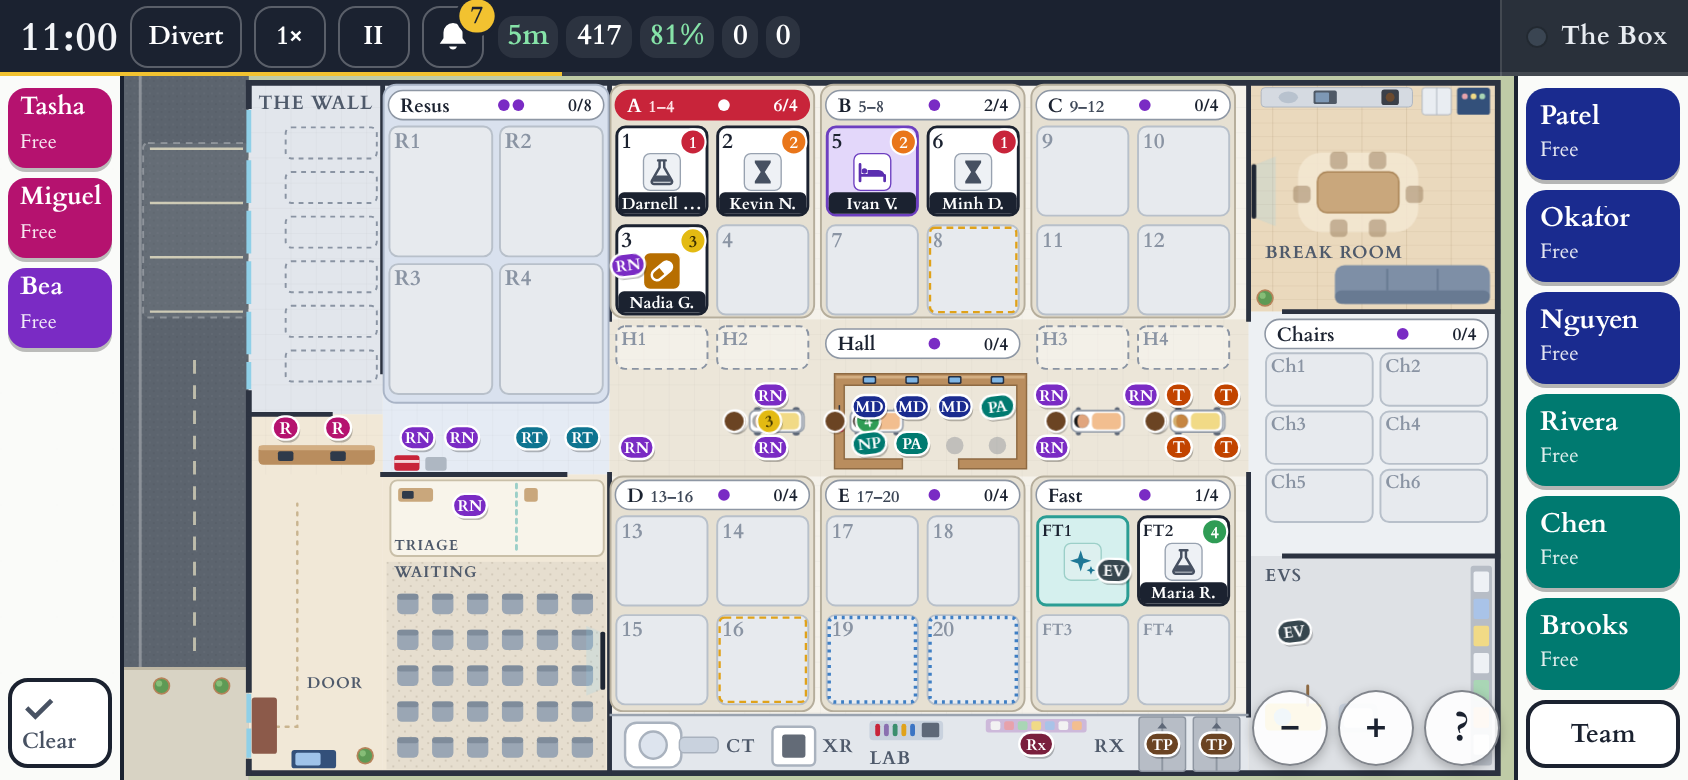 11:00
Divert
1×
II
7
5m
417
81%
0
0
The Box
Tasha
Free
Miguel
Free
Bea
Free
Clear
THE WALL
Resus
0/8
R1
R2
R3
R4
A 1–4
6/4
1
1
Darnell ...
2
2
Kevin N.
3
3
RN
Nadia G.
4
B 5–8
2/4
5
2
Ivan V.
6
1
Minh D.
7
8
C 9–12
0/4
9
10
11
12
BREAK ROOM
H1
H2
Hall
0/4
H3
H4
Chairs
0/4
Ch1
Ch2
Ch3
Ch4
Ch5
Ch6
R
R
RN
RN
RT
RT
RN
RN
3
RN
MD
MD
MD
PA
4
NP
PA
RN
RN
RN
T
T
T
T
RN
TRIAGE
WAITING
DOOR
D 13–16
0/4
13
14
15
16
E 17–20
0/4
17
18
19
20
Fast
1/4
FT1
EV
FT2
4
Maria R.
FT3
FT4
EVS
EV
CT
XR
LAB
Rx
RX
TP
TP
−
+
?
Patel
Free
Okafor
Free
Nguyen
Free
Rivera
Free
Chen
Free
Brooks
Free
Team